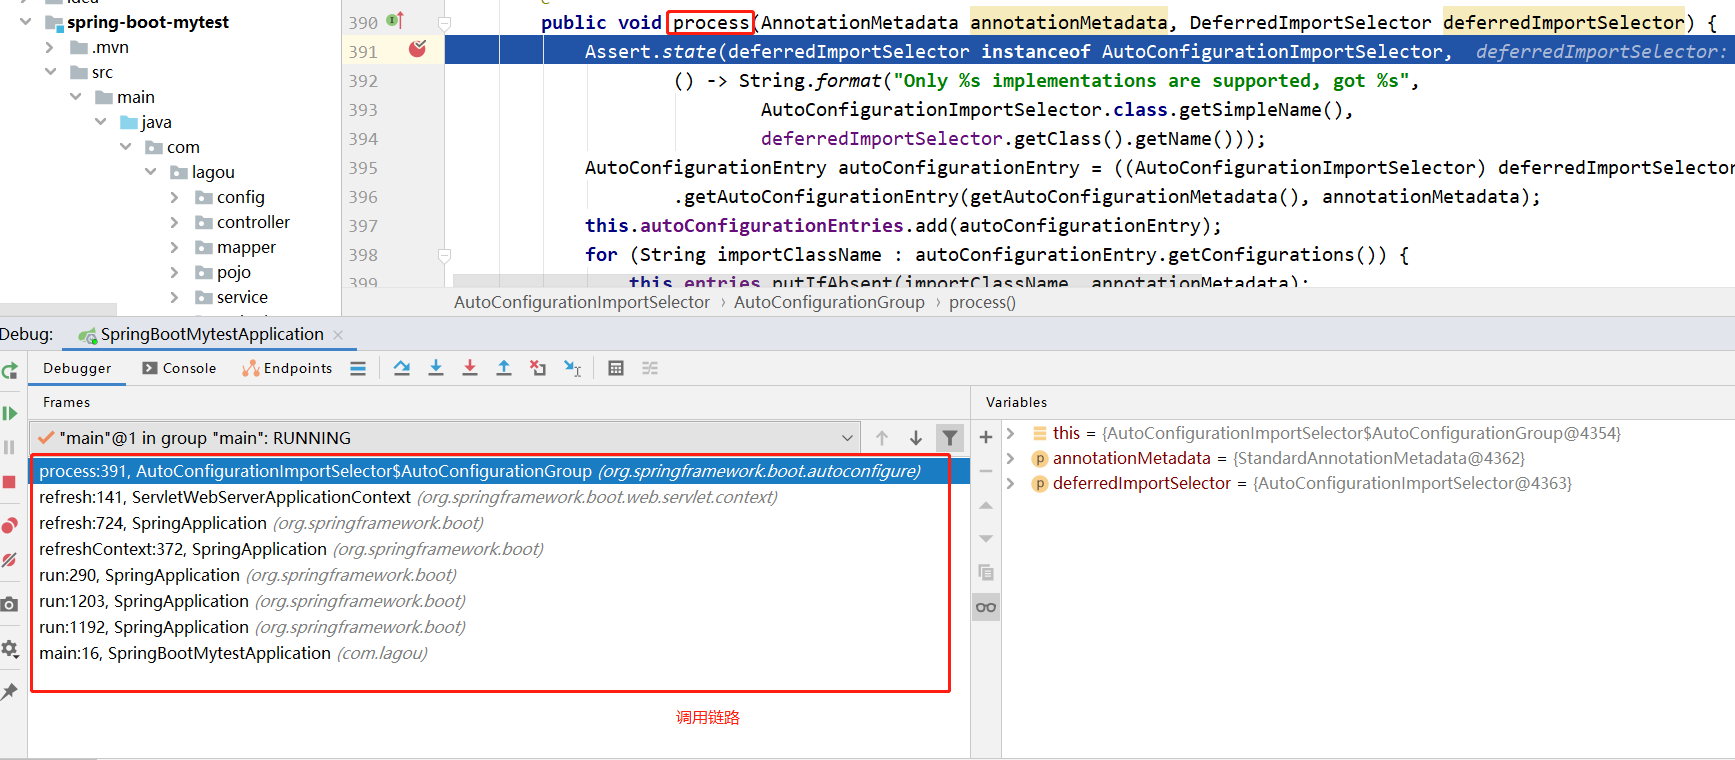 spring-boot-mytest
.mvn
src
main
java
com
lagou
config
controller
mapper
pojo
service
390 public void process(AnnotationMetadata annotationMetadata, DeferredImportSelector deferredImportSelector) {
391 Assert.state(deferredImportSelector instanceof AutoConfigurationImportSelector, deferredImportSelector:
392 () -> String.format("Only %s implementations are supported, got %s",
393 AutoConfigurationImportSelector.class.getSimpleName(),
394 deferredImportSelector.getClass().getName()));
395 AutoConfigurationEntry autoConfigurationEntry = ((AutoConfigurationImportSelector) deferredImportSelector
396 .getAutoConfigurationEntry(getAutoConfigurationMetadata(), annotationMetadata);
397 this.autoConfigurationEntries.add(autoConfigurationEntry);
398 for (String importClassName : autoConfigurationEntry.getConfigurations()) {
399 this.entries.putIfAbsent(importClassName, annotationMetadata);
AutoConfigurationImportSelector › AutoConfigurationGroup › process()
Debug: SpringBootMytestApplication
Debugger Console Endpoints
Frames
"main"@1 in group "main": RUNNING
process:391, AutoConfigurationImportSelector$AutoConfigurationGroup (org.springframework.boot.autoconfigure)
refresh:141, ServletWebServerApplicationContext (org.springframework.boot.web.servlet.context)
refresh:724, SpringApplication (org.springframework.boot)
refreshContext:372, SpringApplication (org.springframework.boot)
run:290, SpringApplication (org.springframework.boot)
run:1203, SpringApplication (org.springframework.boot)
run:1192, SpringApplication (org.springframework.boot)
main:16, SpringBootMytestApplication (com.lagou)
调用链路
Variables
this = {AutoConfigurationImportSelector$AutoConfigurationGroup@4354}
annotationMetadata = {StandardAnnotationMetadata@4362}
deferredImportSelector = {AutoConfigurationImportSelector@4363}